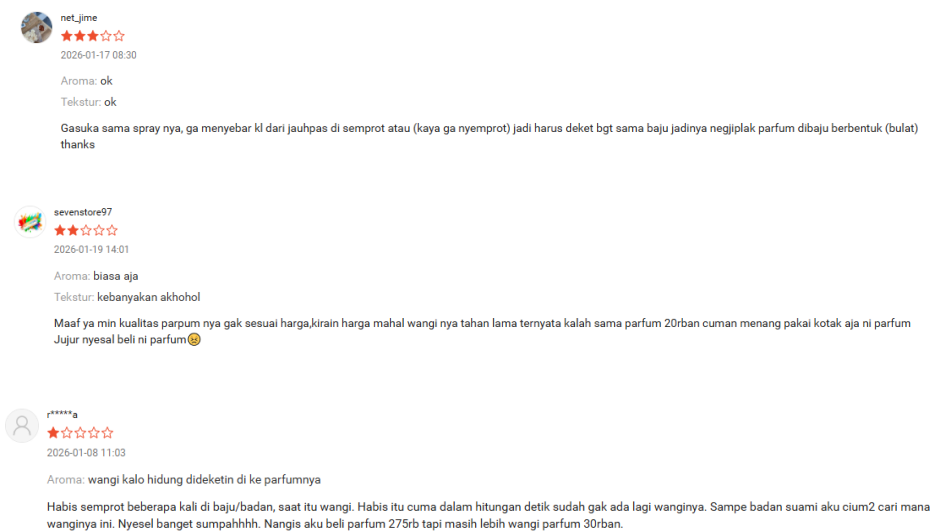 net_jime
2026-01-17 08:30
Aroma: ok
Tekstur: ok
Gasuka sama spray nya, ga menyebar kl dari jauhpas di semprot atau (kaya ga nyemprot) jadi harus deket bgt sama baju jadinya negjiplak parfum dibaju berbentuk (bulat)
thanks
sevenstore97
2026-01-19 14:01
Aroma: biasa aja
Tekstur: kebanyakan akhohol
Maaf ya min kualitas parpum nya gak sesuai harga,kirain harga mahal wangi nya tahan lama ternyata kalah sama parfum 20rban cuman menang pakai kotak aja ni parfum
Jujur nyesal beli ni parfum😖
r*****a
2026-01-08 11:03
Aroma: wangi kalo hidung dideketin di ke parfumnya
Habis semprot beberapa kali di baju/badan, saat itu wangi. Habis itu cuma dalam hitungan detik sudah gak ada lagi wanginya. Sampe badan suami aku cium2 cari mana
wanginya ini. Nyesel banget sumpahhhh. Nangis aku beli parfum 275rb tapi masih lebih wangi parfum 30rban.